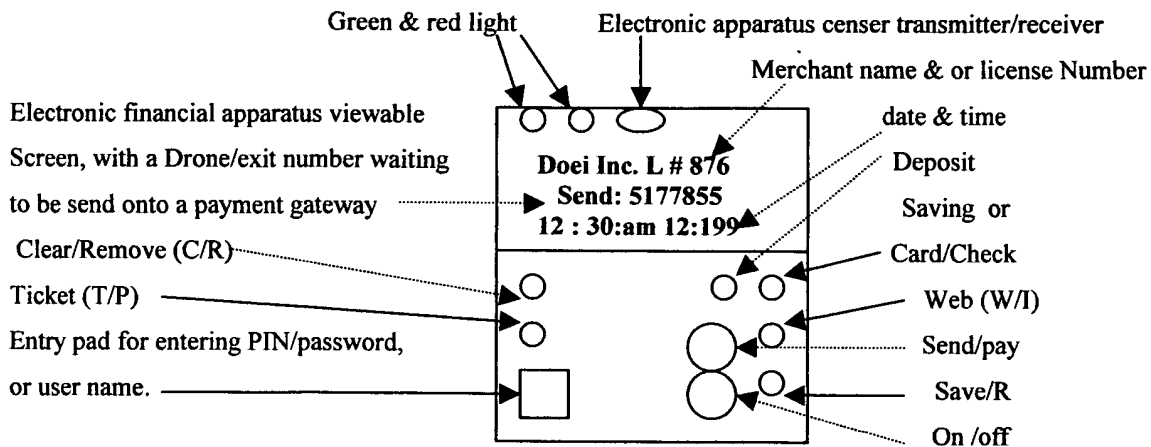 Green & red light
Electronic apparatus censer transmitter/receiver
Merchant name & or license Number
Electronic financial apparatus viewable
Screen, with a Drone/exit number waiting
to be send onto a payment gateway
Clear/Remove (C/R)
Ticket (T/P)
Entry pad for entering PIN/password,
or user name.
Doei Inc. L # 876
Send: 5177855
12 : 30:am 12:199
date & time
Deposit
Saving or
Card/Check
Web (W/I)
Send/pay
Save/R
On /off